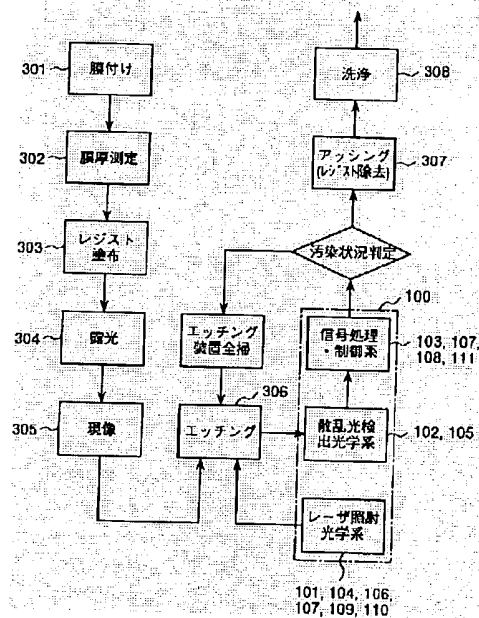 301
膜付け
302
膜厚測定
303
レジスト
塗布
304
露光
305
現像
308
洗浄
307
アッシング
(レジスト除去)
汚染状況判定
エッチング
装置全掃
306
エッチング
100
信号処理
・制御系
103, 107,
108, 111
散乱光検
出光学系
102, 105
レーザ照射
光学系
101, 104, 106,
107, 109, 110